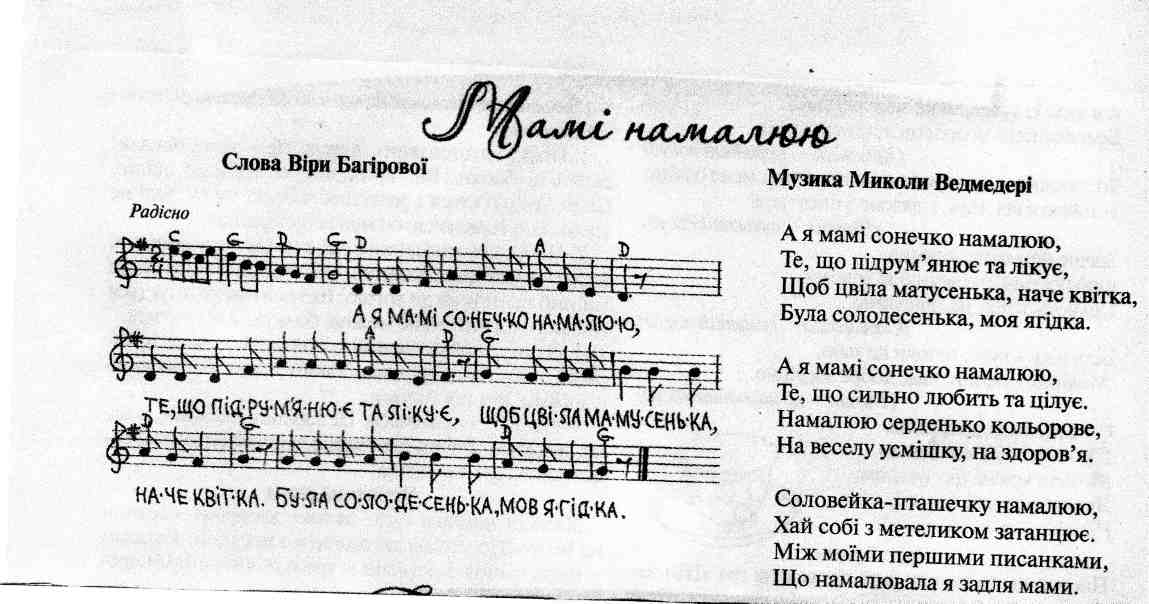 Мамі намалюю
Слова Віри Багірової
Музика Миколи Ведмедері
Радісно
C G D G D A D
А Я МА·МІ СО·НЕЧ·КО НА·МА·ЛЮ·Ю,
A D G
ТЕ, ЩО ПІД·РУ·М'Я·НЮ·Є ТА ЛІ·КУ·Є, ЩОБ ЦВІ·ЛА МА·МУ·СЕНЬ·КА,
D G D G
НА·ЧЕ КВІТ·КА. БУ·ЛА СО·ЛО·ДЕ·СЕНЬ·КА, МОВ Я·ГІД·КА.
А я мамі сонечко намалюю,
Те, що підрум’янює та лікує,
Щоб цвіла матусенька, наче квітка,
Була солодесенька, моя ягідка.
А я мамі сонечко намалюю,
Те, що сильно любить та цілує.
Намалюю серденько кольорове,
На веселу усмішку, на здоров’я.
Соловейка-пташечку намалюю,
Хай собі з метеликом затанцює.
Між моїми першими писанками,
Що намалювала я задля мами.